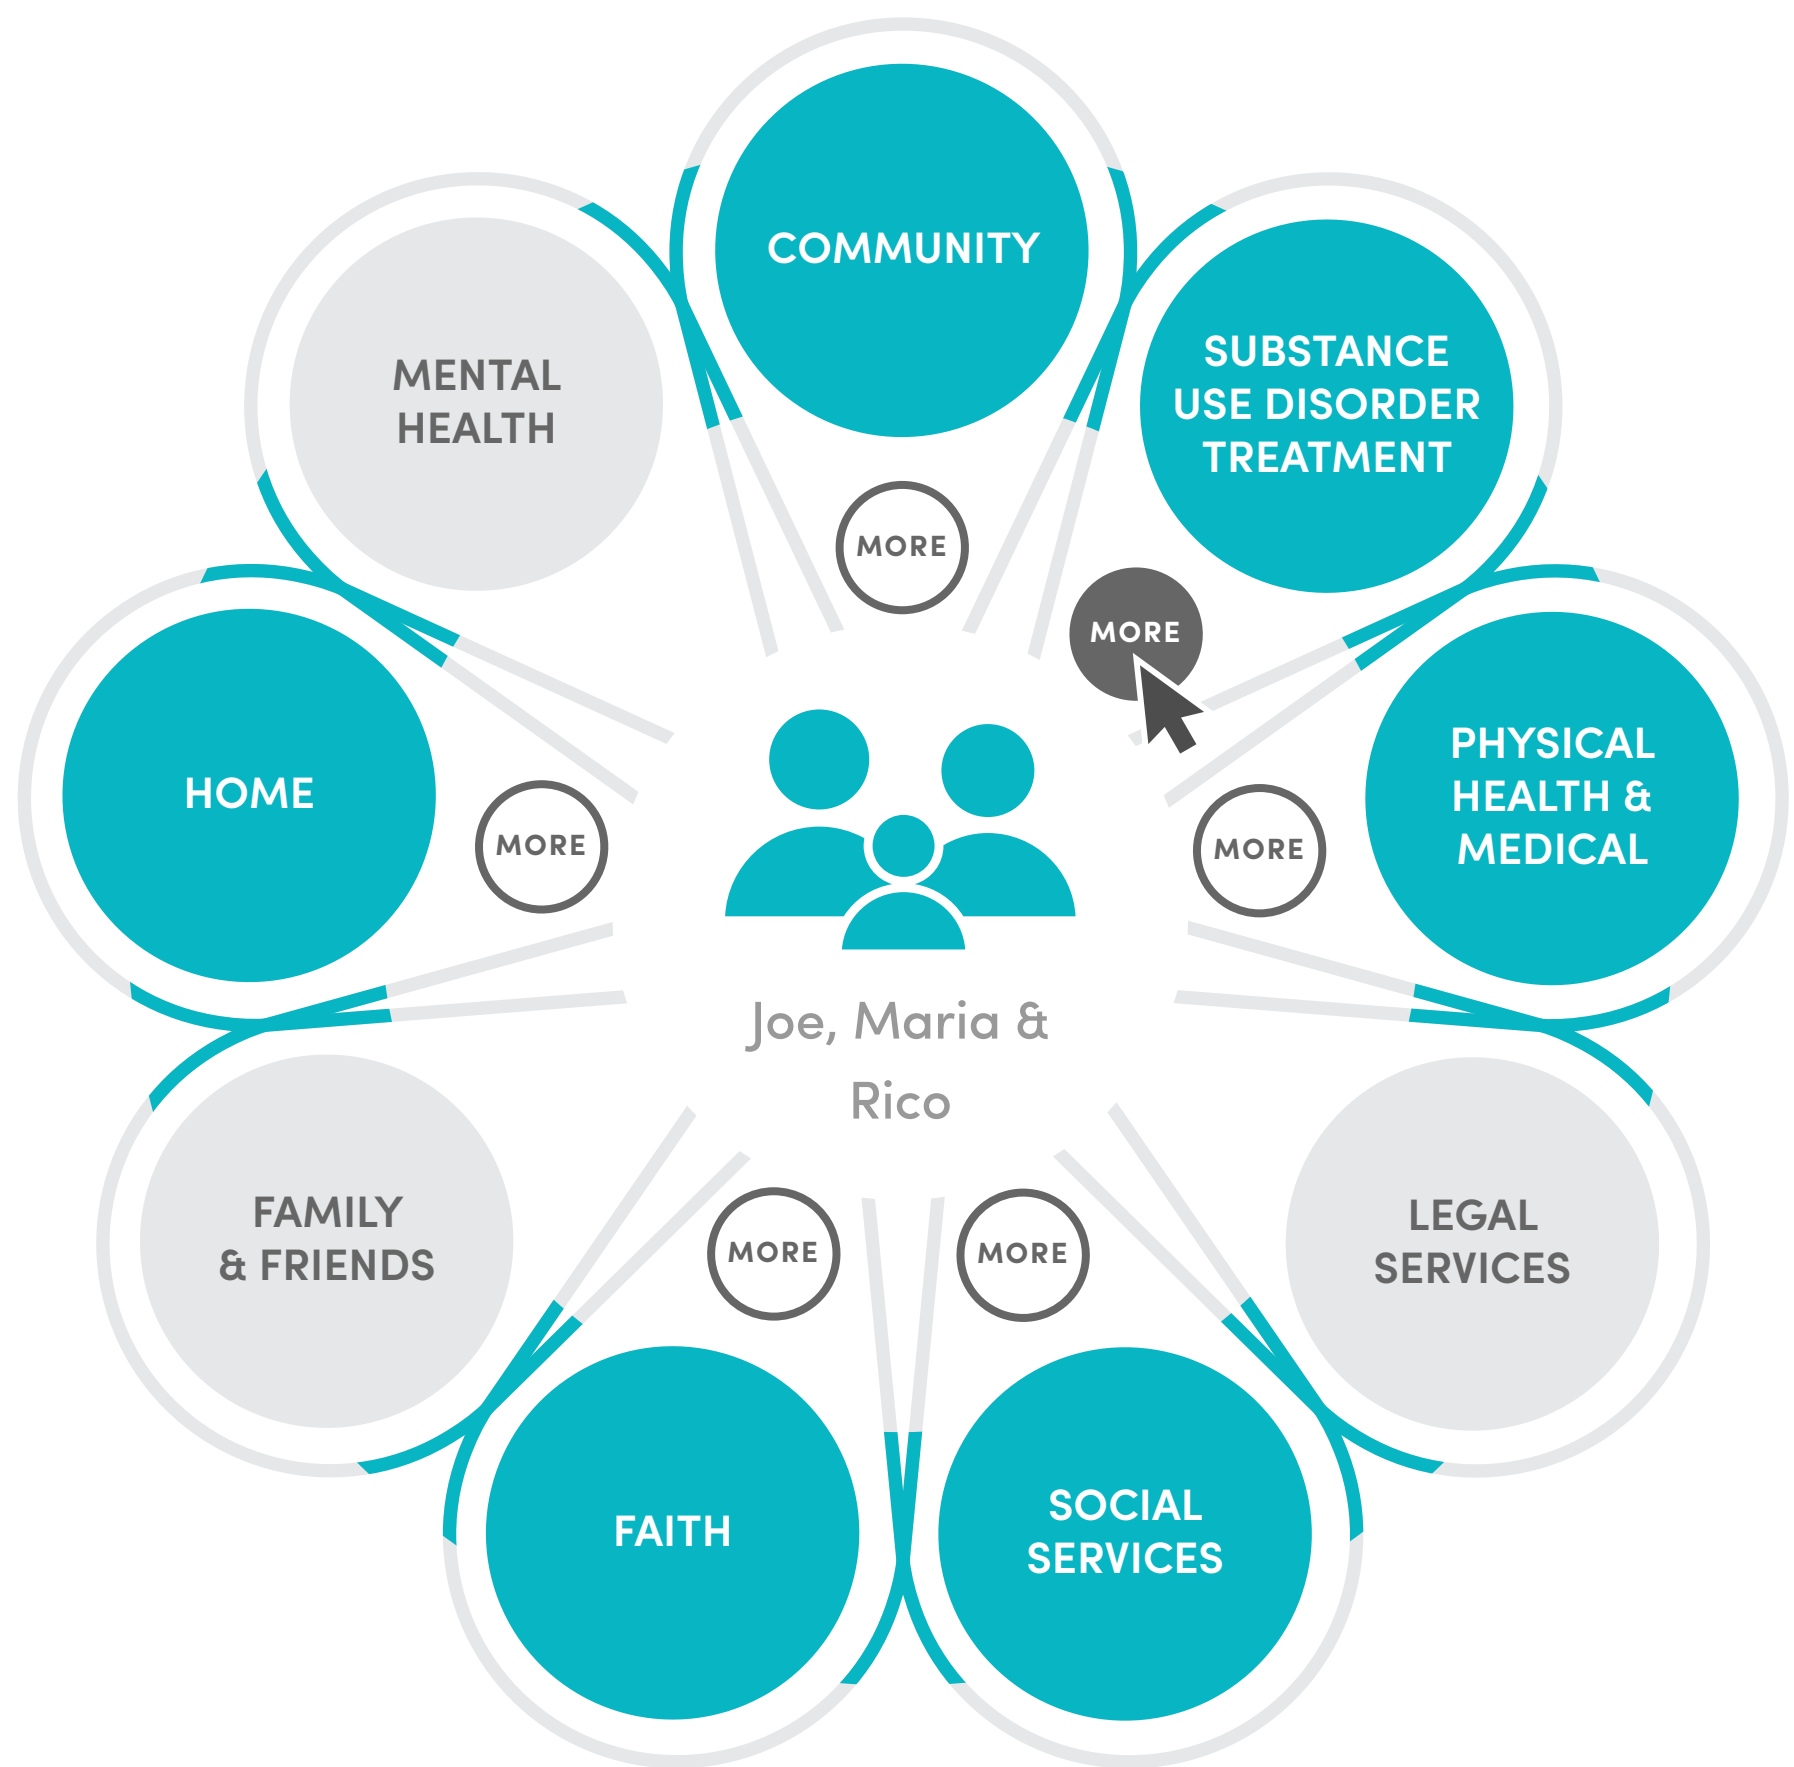 COMMUNITY
MENTAL
HEALTH
SUBSTANCE
USE DISORDER
TREATMENT
MORE
MORE
HOME
MORE
PHYSICAL
HEALTH &
MEDICAL
MORE
Joe, Maria &
Rico
FAMILY
& FRIENDS
LEGAL
SERVICES
MORE
MORE
FAITH
SOCIAL
SERVICES